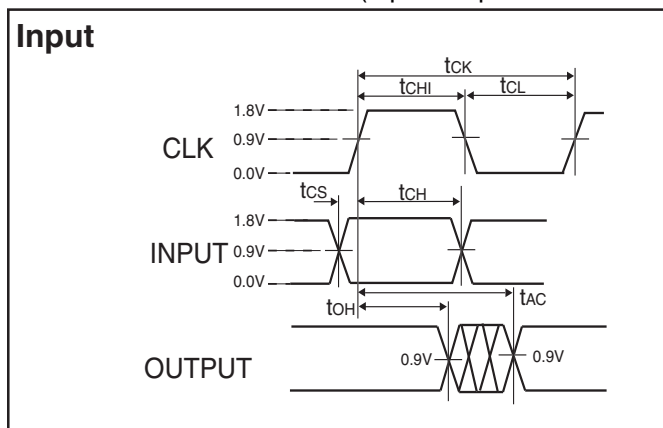 Input
tCK
tCHI
tCL
1.8V
CLK
0.9V
0.0V
tCS
tCH
1.8V
INPUT
0.9V
0.0V
tAC
tOH
0.9V
0.9V
OUTPUT